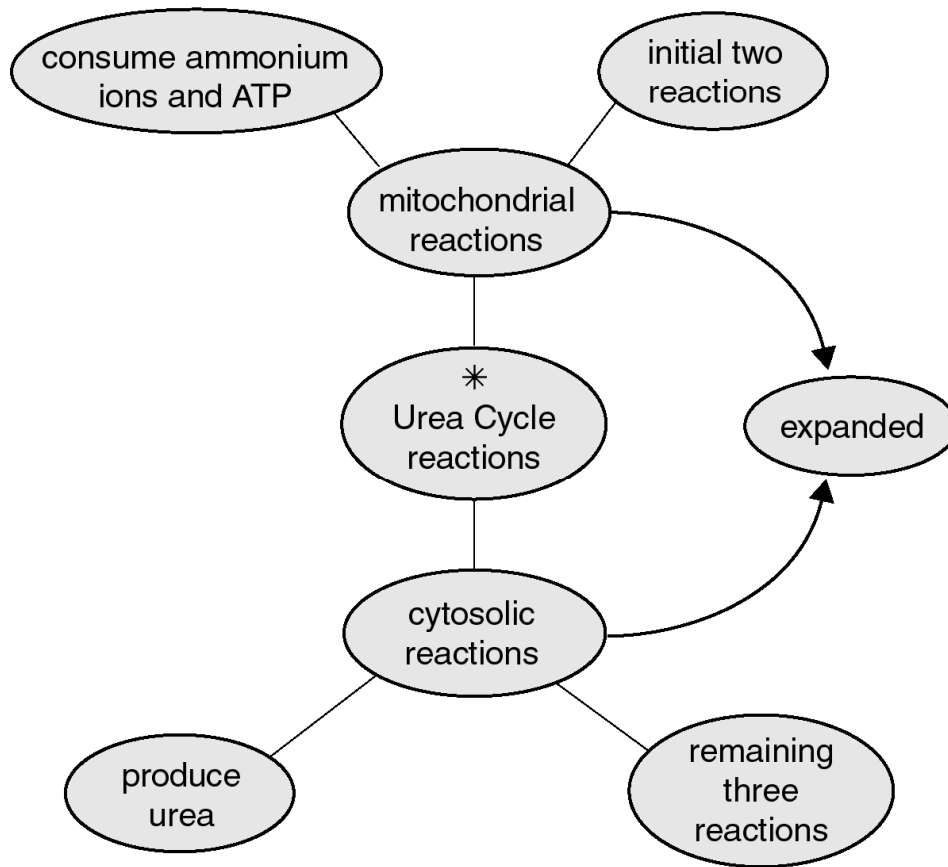 consume ammonium
ions and ATP
initial two
reactions
mitochondrial
reactions
*
Urea Cycle
reactions
expanded
cytosolic
reactions
produce
urea
remaining
three
reactions